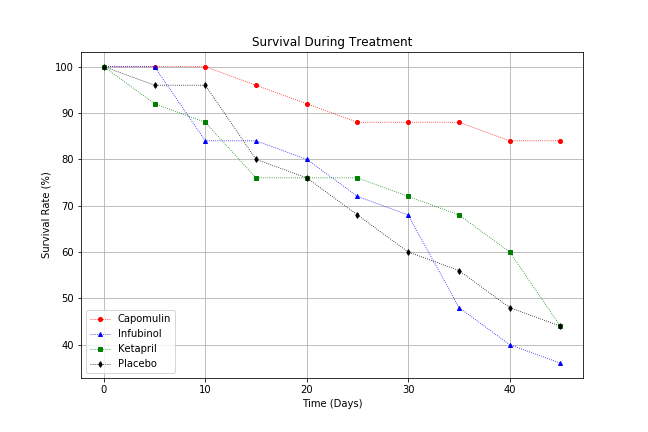 Survival During Treatment
100
90
80
70
60
50
40
Survival Rate (%)
Capomulin
Infubinol
Ketapril
Placebo
0
10
20
30
40
Time (Days)